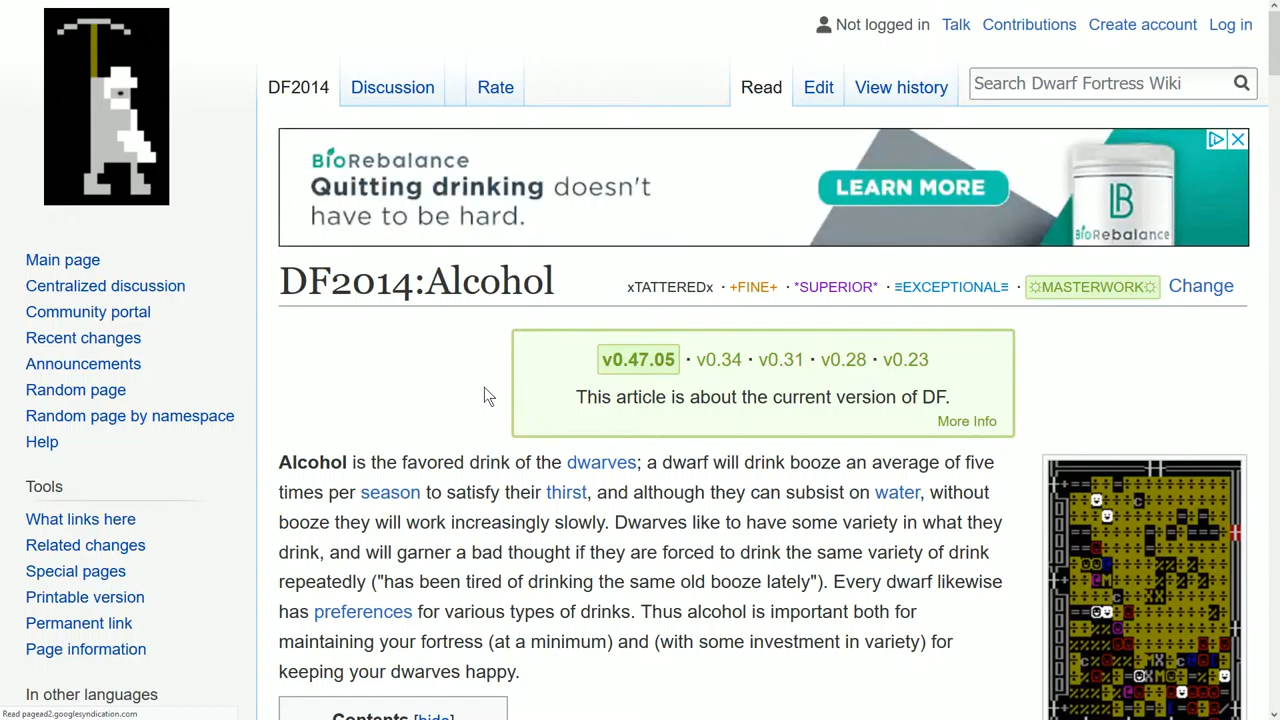 Not logged in Talk Contributions Create account Log in
DF2014 Discussion Rate Read Edit View history Search Dwarf Fortress Wiki
BioRebalance
Quitting drinking doesn't
have to be hard.
LEARN MORE
B
BioRebalance
DF2014:Alcohol
xTATTEREDx · +FINE+ · *SUPERIOR* · ≡EXCEPTIONAL≡ · ☼MASTERWORK☼ Change
v0.47.05 · v0.34 · v0.31 · v0.28 · v0.23
This article is about the current version of DF.
More Info
Alcohol is the favored drink of the dwarves; a dwarf will drink booze an average of five
times per season to satisfy their thirst, and although they can subsist on water, without
booze they will work increasingly slowly. Dwarves like to have some variety in what they
drink, and will garner a bad thought if they are forced to drink the same variety of drink
repeatedly ("has been tired of drinking the same old booze lately"). Every dwarf likewise
has preferences for various types of drinks. Thus alcohol is important both for
maintaining your fortress (at a minimum) and (with some investment in variety) for
keeping your dwarves happy.
Contents [hide]
Main page
Centralized discussion
Community portal
Recent changes
Announcements
Random page
Random page by namespace
Help
Tools
What links here
Related changes
Special pages
Printable version
Permanent link
Page information
In other languages
Read pagead2.googlesyndication.com